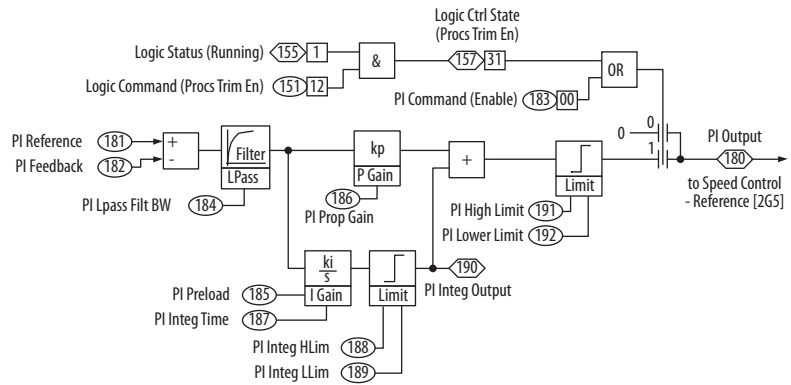 Logic Ctrl State
(Procs Trim En)
Logic Status (Running) 155 1
&
157 31
OR
Logic Command (Procs Trim En) 151 12
PI Command (Enable) 183 00
PI Reference 181
+
-
PI Feedback 182
Filter
LPass
PI Lpass Filt BW 184
kp
P Gain
186
PI Prop Gain
+
Limit
PI High Limit 191
PI Lower Limit 192
0
0
1
PI Output
180
to Speed Control
- Reference [2G5]
ki
s
I Gain
Limit
190
PI Integ Output
PI Preload 185
PI Integ Time 187
PI Integ HLim 188
PI Integ LLim 189